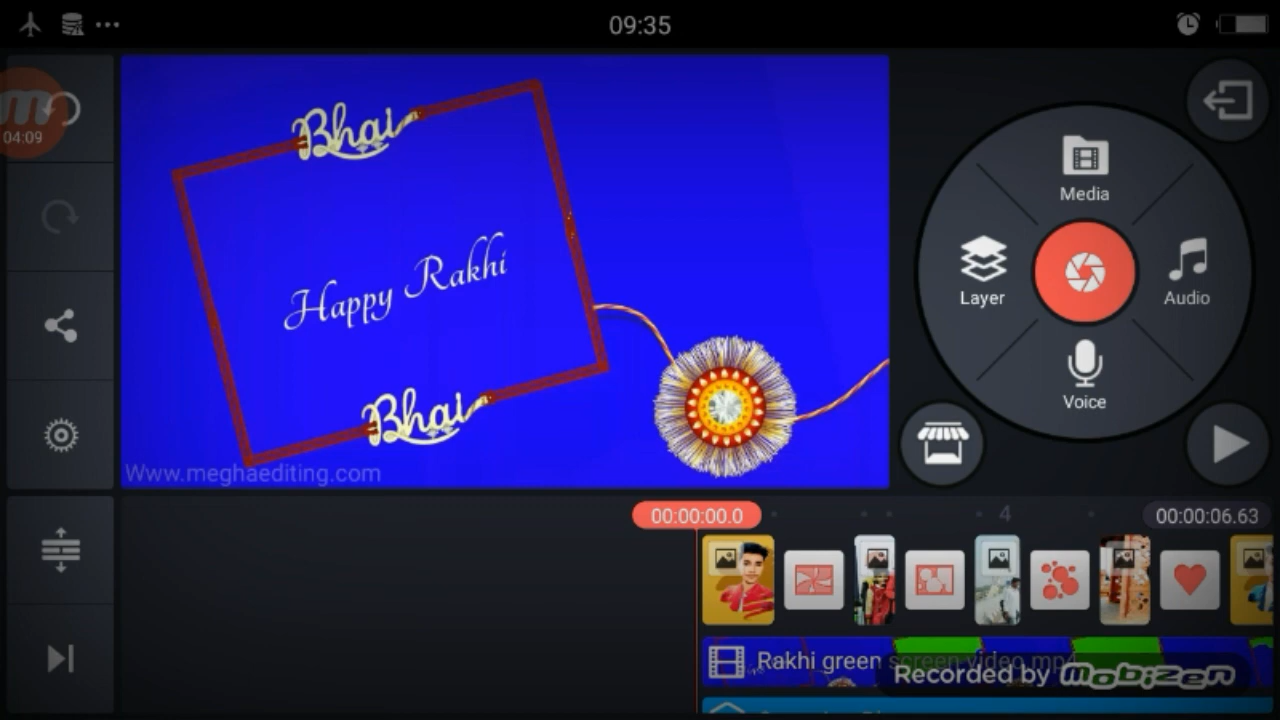 09:35
04:09
Bhai
Happy Rakhi
Bhai
Www.meghaediting.com
Media
Layer
Audio
Voice
00:00:00.0
4
00:00:06.63
Rakhi green screen video.mp4
Recorded by mobizen